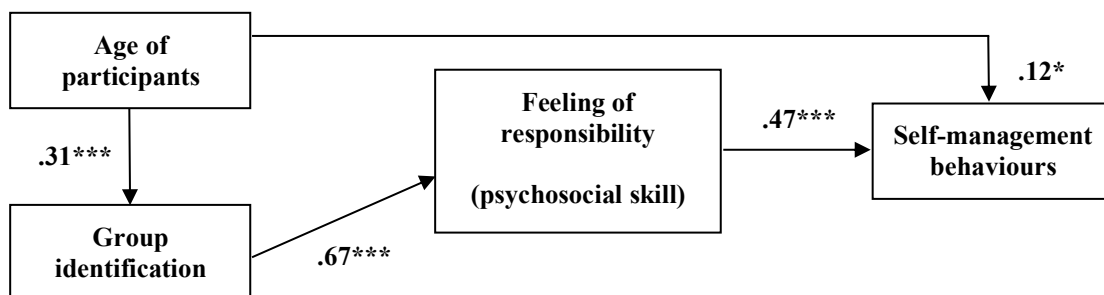 Age of
participants
.31***
Group
identification
.67***
Feeling of
responsibility
(psychosocial skill)
.47***
.12*
Self-management
behaviours